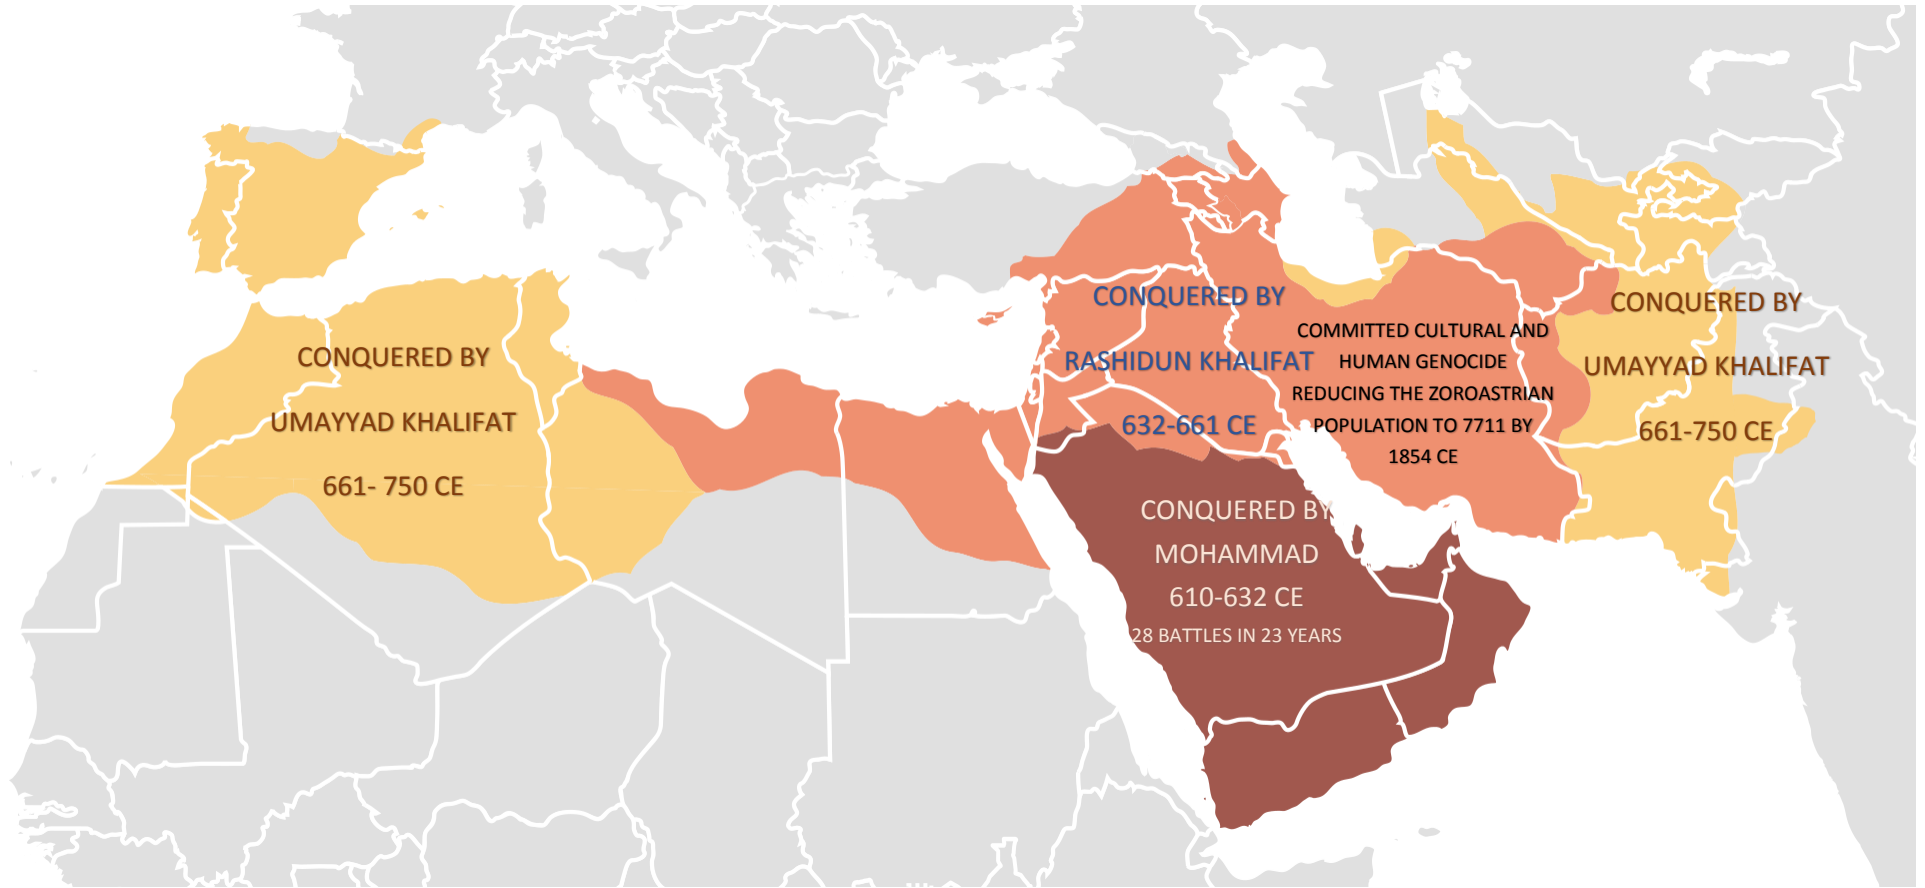 CONQUERED BY
UMAYYAD KHALIFAT
661- 750 CE
CONQUERED BY
RASHIDUN KHALIFAT
632-661 CE
COMMITTED CULTURAL AND
HUMAN GENOCIDE
REDUCING THE ZOROASTRIAN
POPULATION TO 7711 BY
1854 CE
CONQUERED BY
UMAYYAD KHALIFAT
661-750 CE
CONQUERED BY
MOHAMMAD
610-632 CE
28 BATTLES IN 23 YEARS